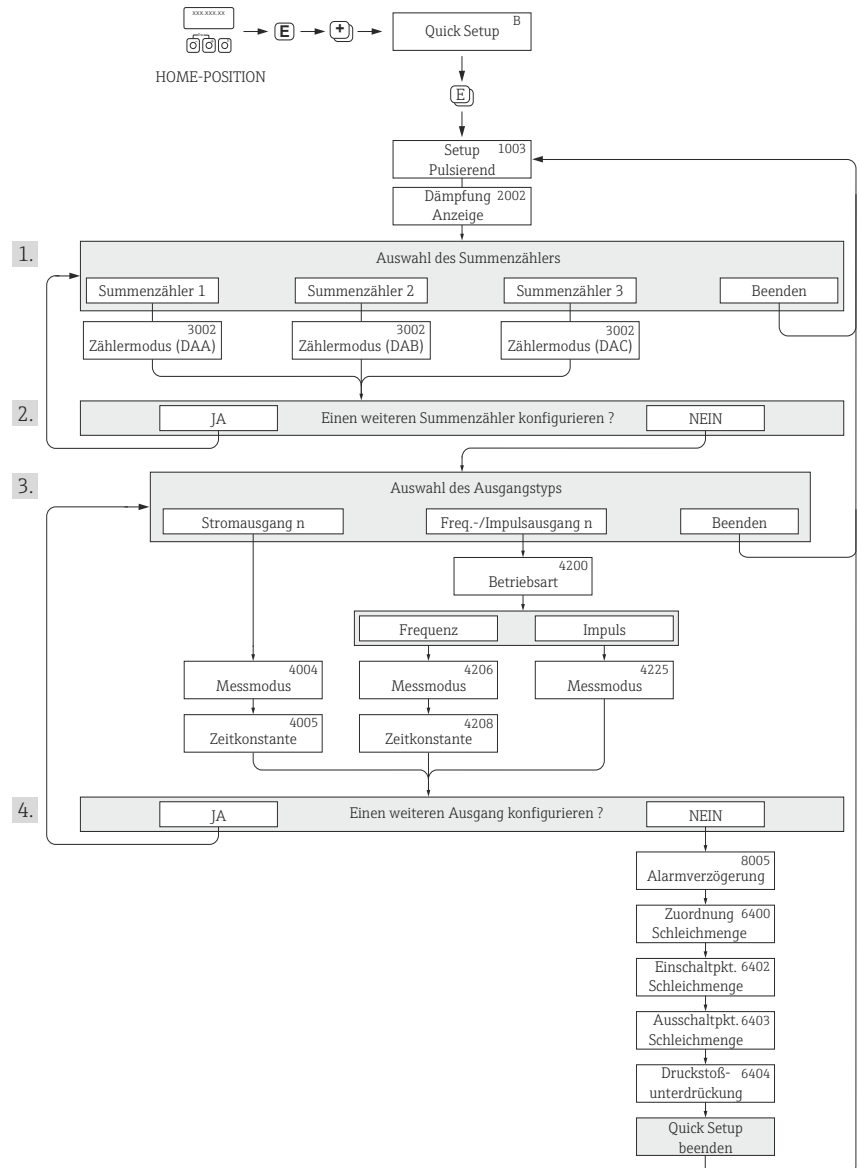 xxx.xxx.xx
HOME-POSITION
E
+
Quick Setup B
E
Setup 1003
Pulsierend
Dämpfung 2002
Anzeige
1.
Auswahl des Summenzählers
Summenzähler 1
Summenzähler 2
Summenzähler 3
Beenden
3002
Zählermodus (DAA)
3002
Zählermodus (DAB)
3002
Zählermodus (DAC)
2.
JA
Einen weiteren Summenzähler konfigurieren ?
NEIN
3.
Auswahl des Ausgangstyps
Stromausgang n
Freq.-/Impulsausgang n
Beenden
4200
Betriebsart
Frequenz
Impuls
4004
Messmodus
4206
Messmodus
4225
Messmodus
4005
Zeitkonstante
4208
Zeitkonstante
4.
JA
Einen weiteren Ausgang konfigurieren ?
NEIN
8005
Alarmverzögerung
Zuordnung 6400
Schleichmenge
Einschaltpkt. 6402
Schleichmenge
Ausschaltpkt. 6403
Schleichmenge
Druckstoß- 6404
unterdrückung
Quick Setup
beenden